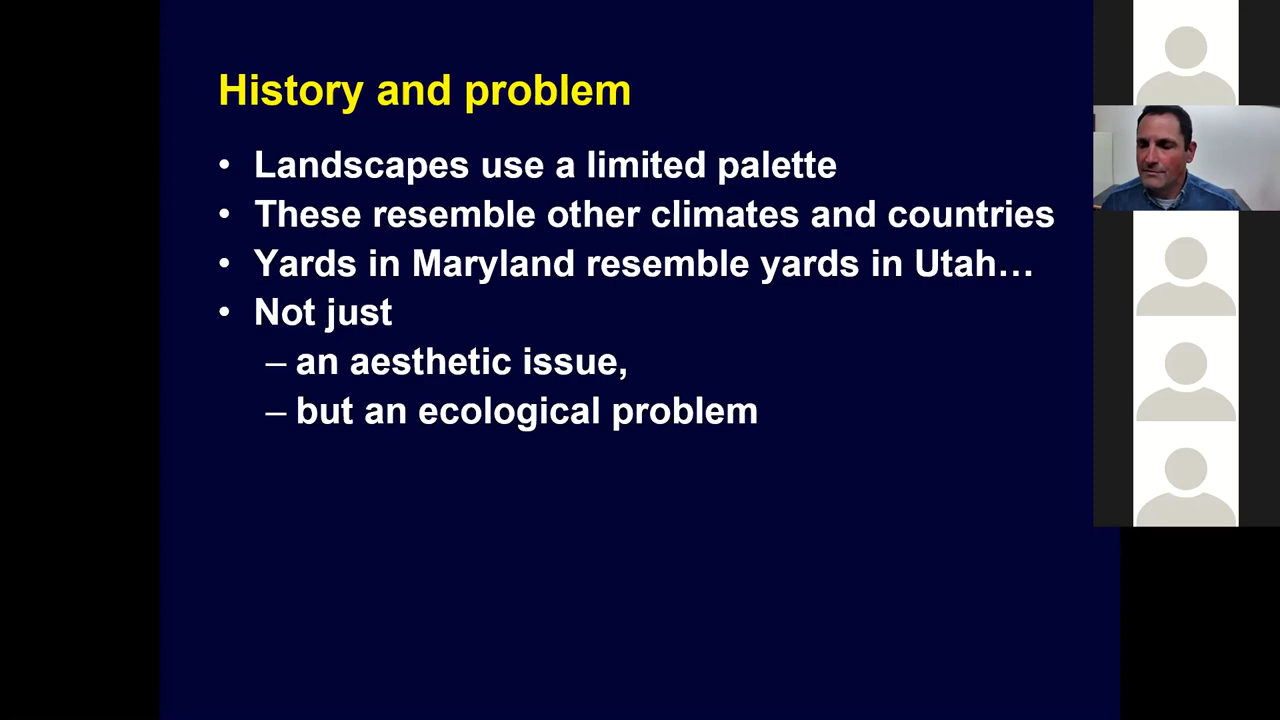 History and problem
• Landscapes use a limited palette
• These resemble other climates and countries
• Yards in Maryland resemble yards in Utah…
• Not just
– an aesthetic issue,
– but an ecological problem